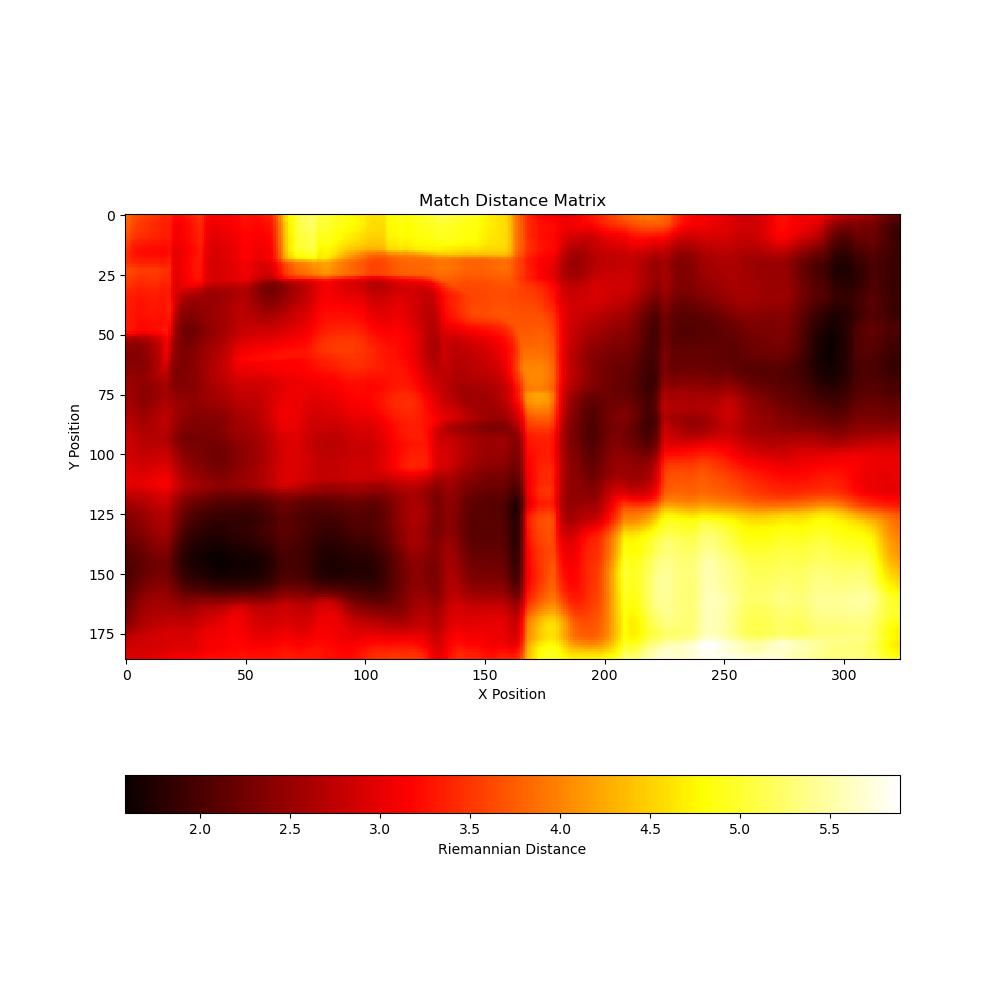 Match Distance Matrix
0
25
50
75
100
125
150
175
Y Position
0 50 100 150 200 250 300
X Position
2.0 2.5 3.0 3.5 4.0 4.5 5.0 5.5
Riemannian Distance